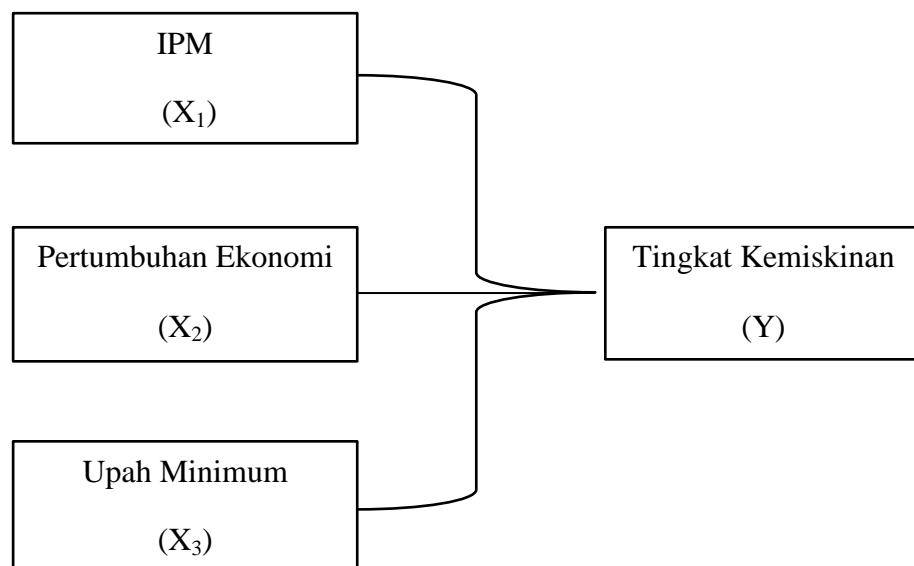 IPM
(X₁)
Pertumbuhan Ekonomi
(X₂)
Upah Minimum
(X₃)
Tingkat Kemiskinan
(Y)